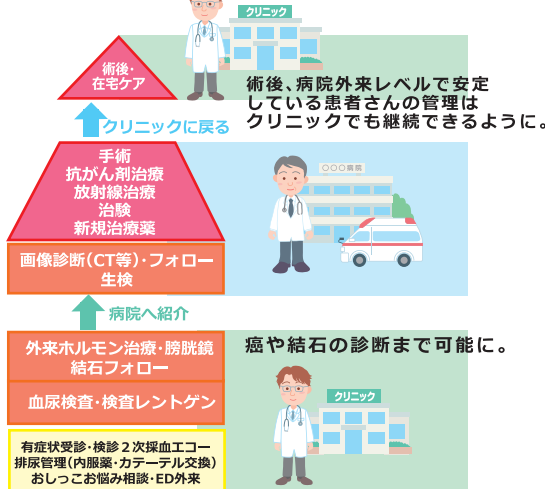 クリニック
術後・
在宅ケア
術後、病院外来レベルで安定
している患者さんの管理は
クリニックでも継続できるように。
クリニックに戻る
手術
抗がん剤治療
放射線治療
治験
新規治療薬
〇〇〇病院
画像診断(CT等)・フォロー
生検
病院へ紹介
外来ホルモン治療・膀胱鏡
結石フォロー
癌や結石の診断まで可能に。
血尿検査・検査レントゲン
クリニック
有症状受診・検診2次採血エコー
排尿管理(内服薬・カテーテル交換)
おしっこお悩み相談・ED外来